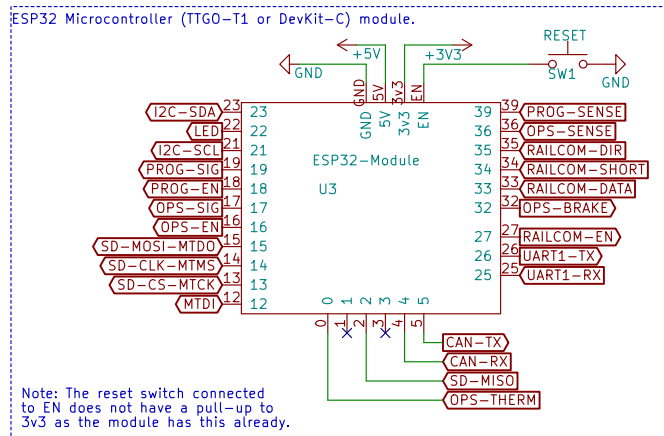 ESP32 Microcontroller (TTGO-T1 or DevKit-C) module.
RESET
+5V
+3V3
GND
SW1
GND
GND
5V
3v3
EN
I2C-SDA 23 23
GND
5V
3v3
EN
39 39 PROG-SENSE
LED 22 22
36 36 OPS-SENSE
I2C-SCL 21 21
35 35 RAILCOM-DIR
PROG-SIG 19 19
ESP32-Module
34 34 RAILCOM-SHORT
PROG-EN 18 18
U3
33 33 RAILCOM-DATA
OPS-SIG 17 17
32 32 OPS-BRAKE
OPS-EN 16 16
SD-MOSI-MTDO 15 15
27 27 RAILCOM-EN
SD-CLK-MTMS 14 14
26 26 UART1-TX
SD-CS-MTCK 13 13
25 25 UART1-RX
MTDI 12 12
0 1 2 3 4 5
0 1 2 3 4 5
CAN-TX
CAN-RX
SD-MISO
OPS-THERM
Note: The reset switch connected
to EN does not have a pull-up to
3v3 as the module has this already.